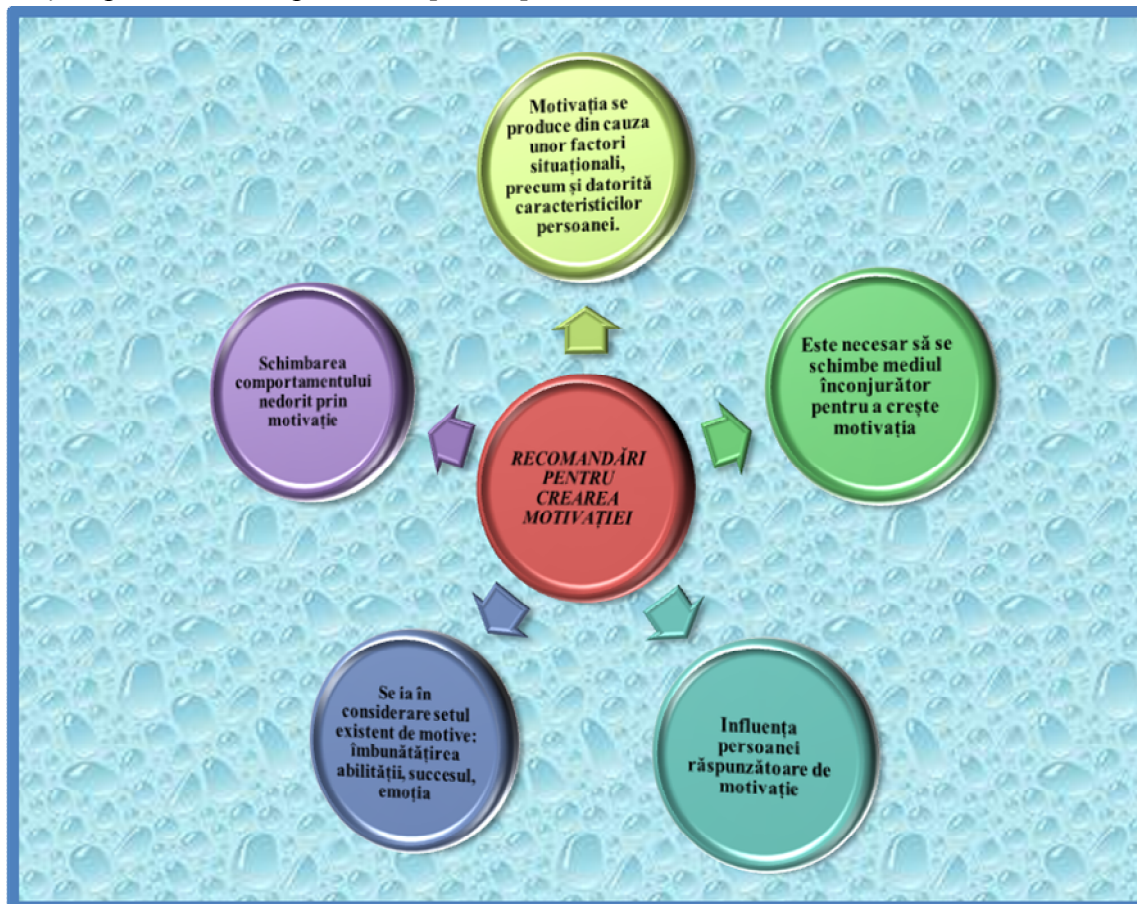 Motivația se
produce din cauza
unor factori
situaționali,
precum și datorită
caracteristicilor
persoanei.
Este necesar să se
schimbe mediul
înconjurător
pentru a crește
motivația
Influența
persoanei
răspunzătoare de
motivație
Se ia în
considerare setul
existent de motive:
îmbunătățirea
abilității, succesul,
emoția
Schimbarea
comportamentului
nedorit prin
motivație
RECOMANDĂRI
PENTRU
CREAREA
MOTIVAȚIEI